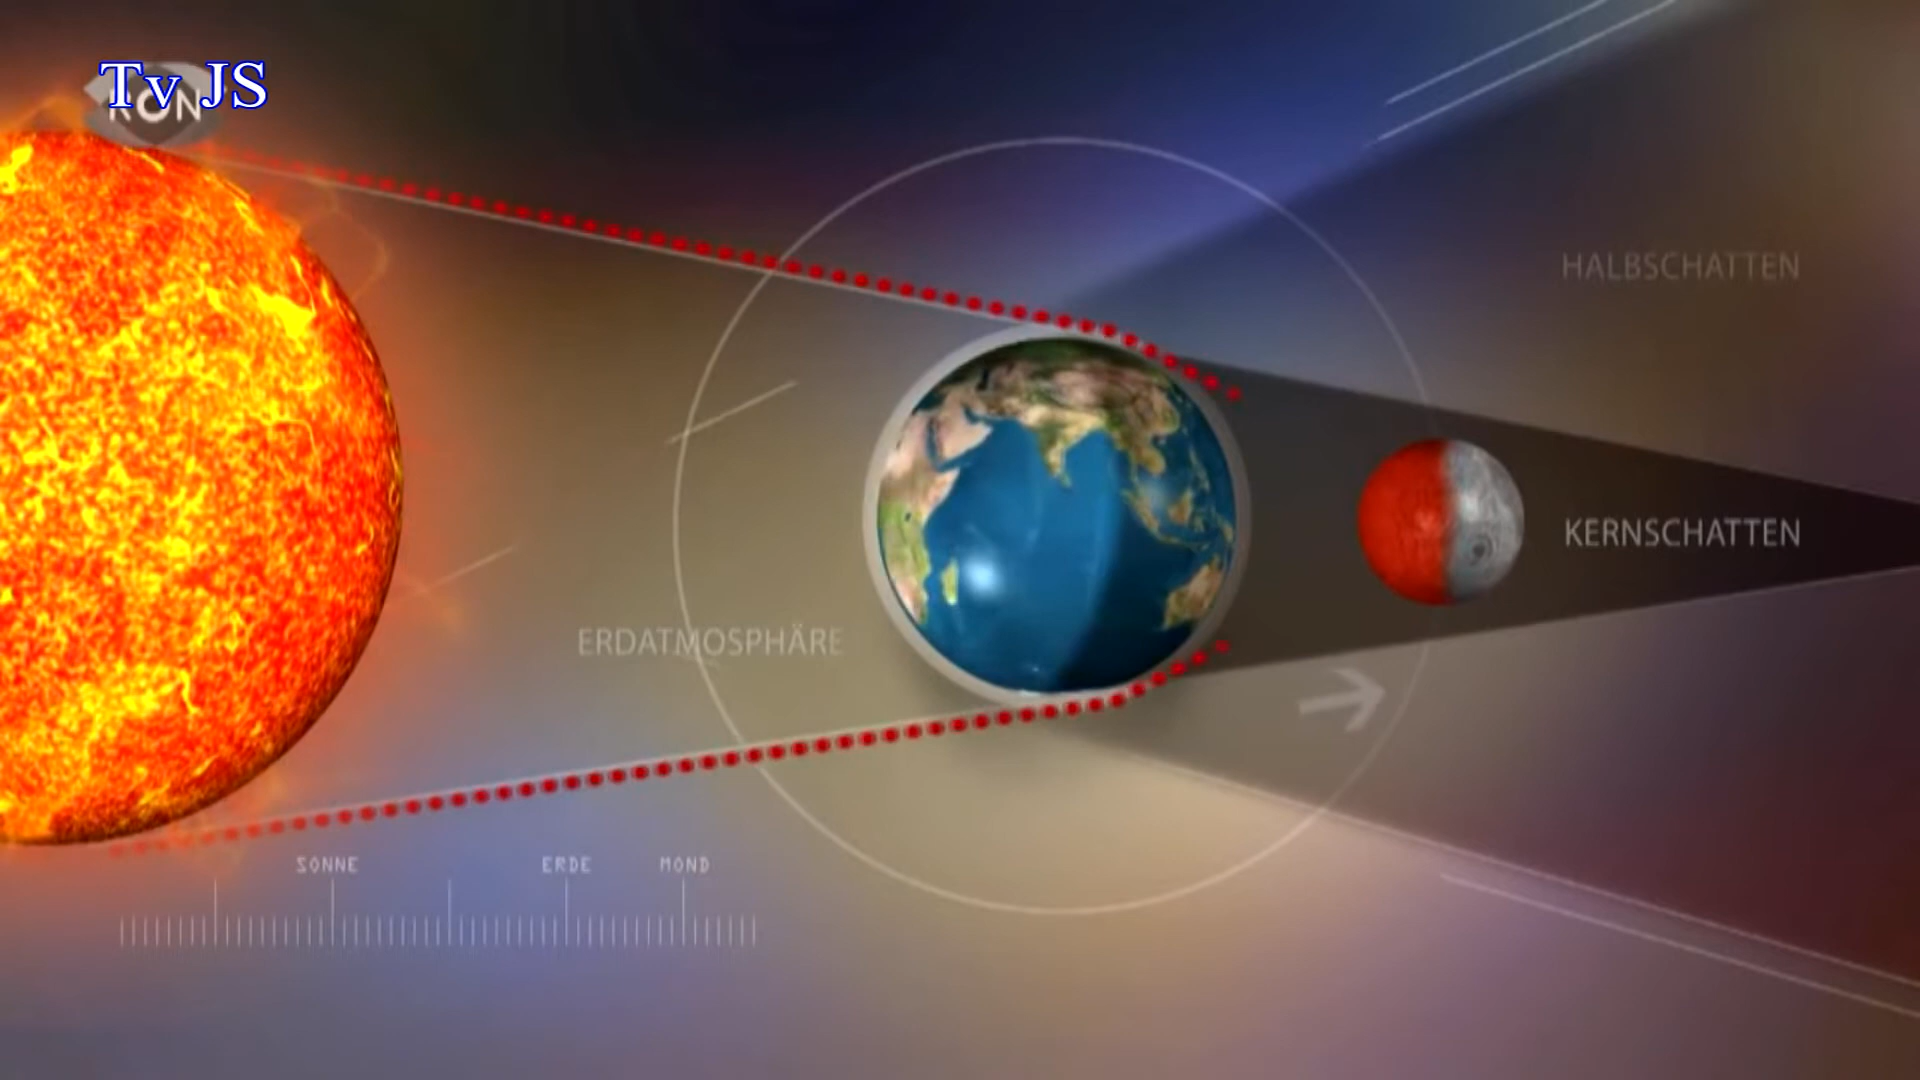 Tv JS
HALBSCHATTEN
KERNSCHATTEN
ERDATMOSPHÄRE
SONNE ERDE MOND